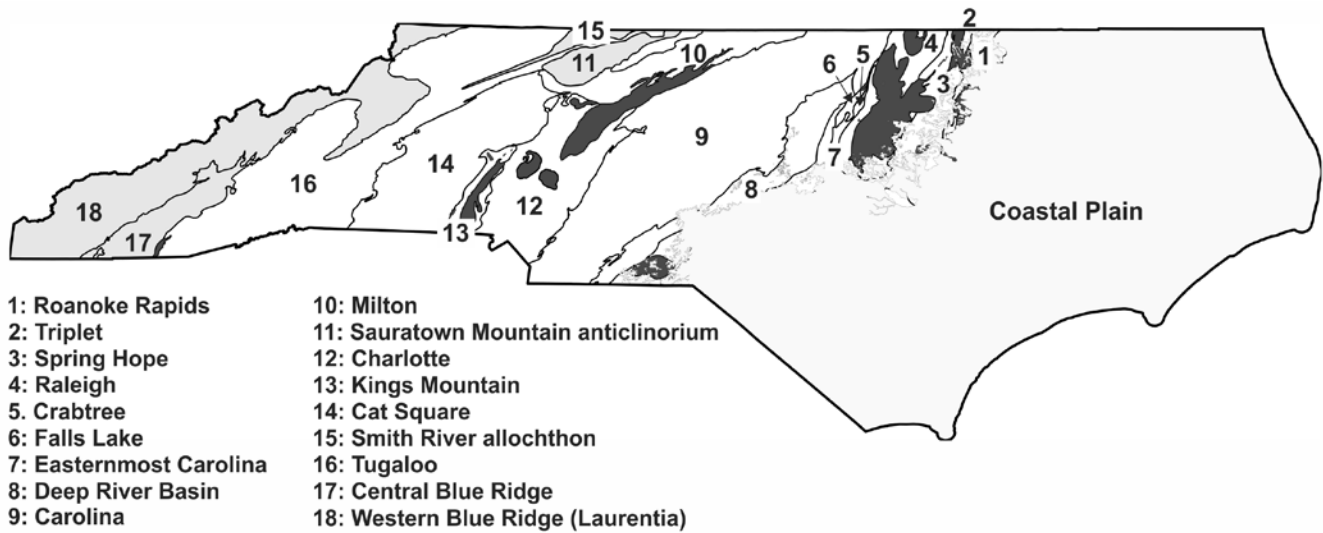 2
15
10
4
1
11
5
6
3
9
14
7
16
8
12
18
Coastal Plain
13
17
1: Roanoke Rapids
2: Triplet
3: Spring Hope
4: Raleigh
5. Crabtree
6: Falls Lake
7: Easternmost Carolina
8: Deep River Basin
9: Carolina
10: Milton
11: Sauratown Mountain anticlinorium
12: Charlotte
13: Kings Mountain
14: Cat Square
15: Smith River allochthon
16: Tugaloo
17: Central Blue Ridge
18: Western Blue Ridge (Laurentia)